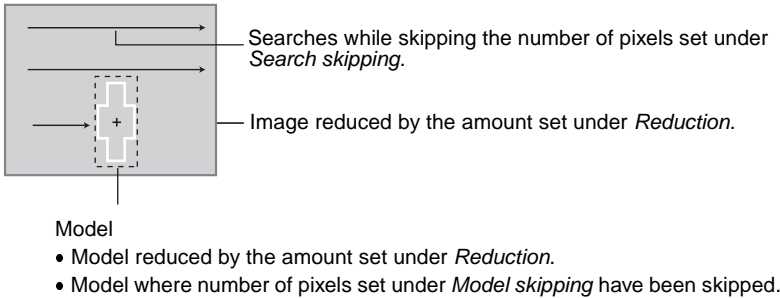 Searches while skipping the number of pixels set under
Search skipping.
Image reduced by the amount set under Reduction.
Model
• Model reduced by the amount set under Reduction.
• Model where number of pixels set under Model skipping have been skipped.